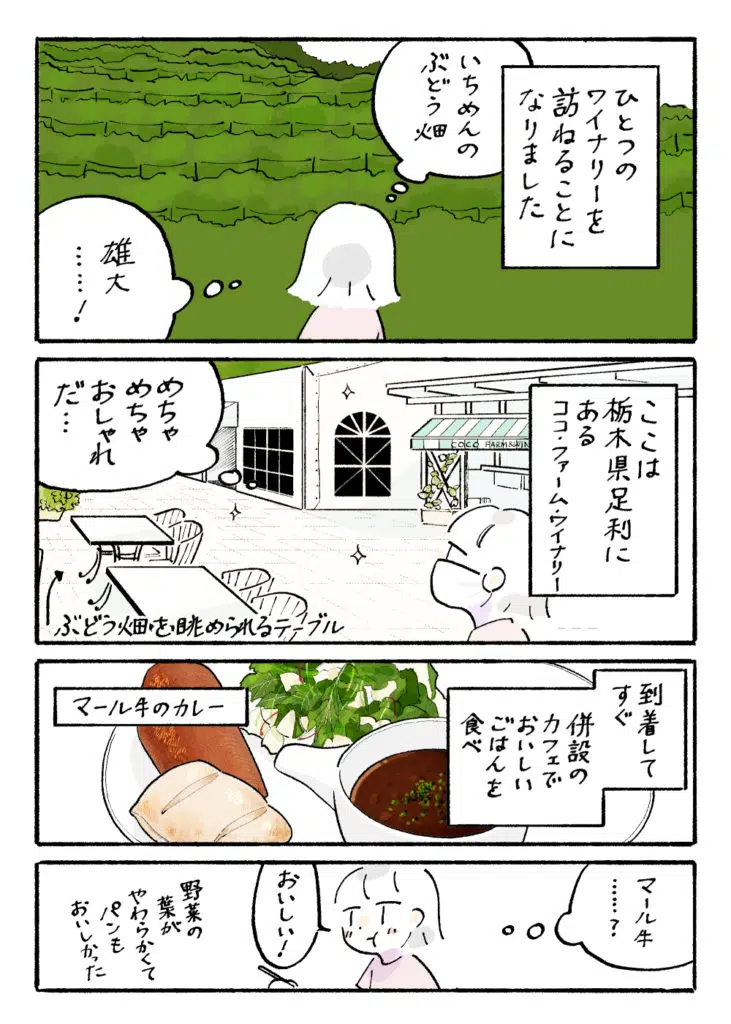 ひとつの
ワイナリーを
訪ねることに
なりました
いちめんの
ぶどう畑
雄大
……！
ここは
栃木県足利に
ある
ココ・ファーム・ワイナリー
COCO FARM & WIN
めちゃ
めちゃ
おしゃれ
だ…
ぶどう畑を眺められるテーブル
到着して
すぐ
併設の
カフェで
おいしい
ごはんを
食べ
マール牛のカレー
マール牛
……？
おいしい！
野菜の
葉が
やわらかくて
パンも
おいしかった